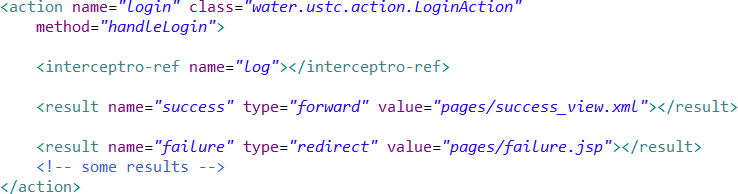 <action name="login" class="water.ustc.action.LoginAction"
method="handleLogin">
<interceptro-ref name="log"></interceptro-ref>
<result name="success" type="forward" value="pages/success_view.xml"></result>
<result name="failure" type="redirect" value="pages/failure.jsp"></result>
<!-- some results -->
</action>